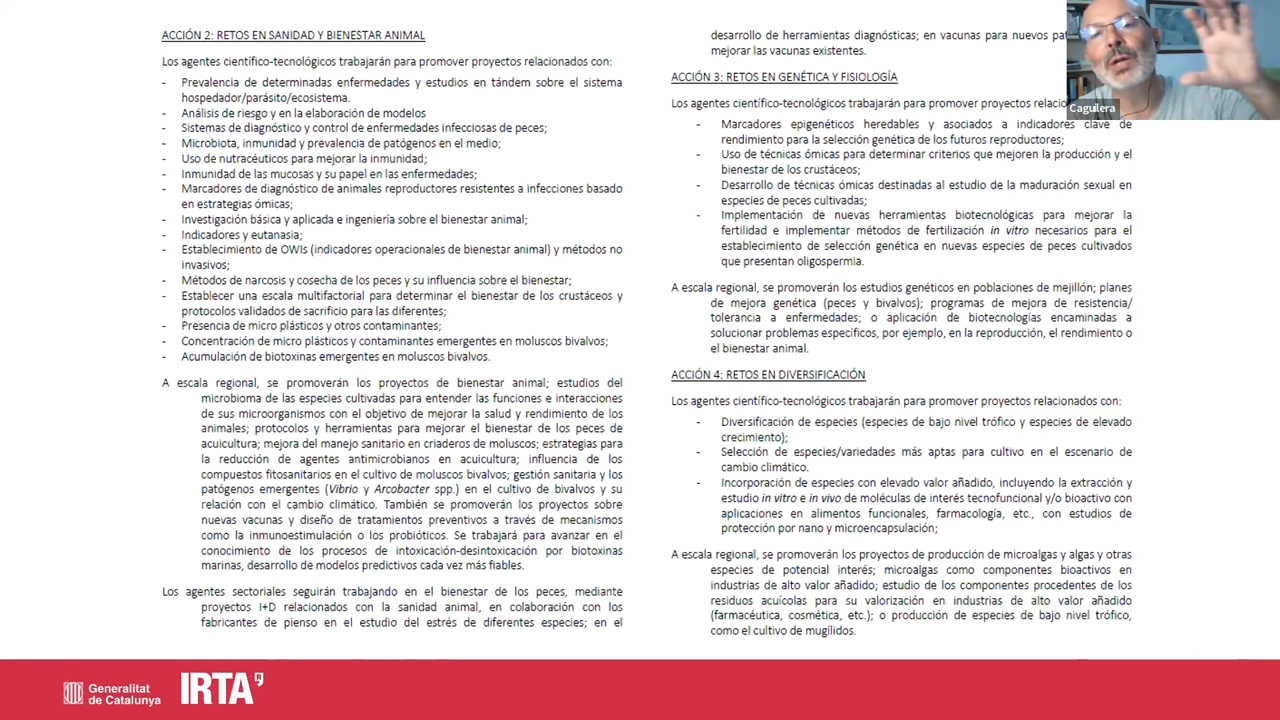 ACCIÓN 2: RETOS EN SANIDAD Y BIENESTAR ANIMAL
Los agentes científico-tecnológicos trabajarán para promover proyectos relacionados con:
- Prevalencia de determinadas enfermedades y estudios en tándem sobre el sistema
hospedador/parásito/ecosistema.
- Análisis de riesgo y en la elaboración de modelos
- Sistemas de diagnóstico y control de enfermedades infecciosas de peces;
- Microbiota, inmunidad y prevalencia de patógenos en el medio;
- Uso de nutracéuticos para mejorar la inmunidad;
- Inmunidad de las mucosas y su papel en las enfermedades;
- Marcadores de diagnóstico de animales reproductores resistentes a infecciones basado
en estrategias ómicas;
- Investigación básica y aplicada e ingeniería sobre el bienestar animal;
- Indicadores y eutanasia;
- Establecimiento de OWIs (indicadores operacionales de bienestar animal) y métodos no
invasivos;
- Métodos de narcosis y cosecha de los peces y su influencia sobre el bienestar;
- Establecer una escala multifactorial para determinar el bienestar de los crustáceos y
protocolos validados de sacrificio para las diferentes;
- Presencia de micro plásticos y otros contaminantes;
- Concentración de micro plásticos y contaminantes emergentes en moluscos bivalvos;
- Acumulación de biotoxinas emergentes en moluscos bivalvos.
A escala regional, se promoverán los proyectos de bienestar animal; estudios del
microbioma de las especies cultivadas para entender las funciones e interacciones
de sus microorganismos con el objetivo de mejorar la salud y rendimiento de los
animales; protocolos y herramientas para mejorar el bienestar de los peces de
acuicultura; mejora del manejo sanitario en criaderos de moluscos; estrategias para
la reducción de agentes antimicrobianos en acuicultura; influencia de los
compuestos fitosanitarios en el cultivo de moluscos bivalvos; gestión sanitaria y los
patógenos emergentes (Vibrio y Arcobacter spp.) en el cultivo de bivalvos y su
relación con el cambio climático. También se promoverán los proyectos sobre
nuevas vacunas y diseño de tratamientos preventivos a través de mecanismos
como la inmunoestimulación o los probióticos. Se trabajará para avanzar en el
conocimiento de los procesos de intoxicación-desintoxicación por biotoxinas
marinas, desarrollo de modelos predictivos cada vez más fiables.
Los agentes sectoriales seguirán trabajando en el bienestar de los peces, mediante
proyectos I+D relacionados con la sanidad animal, en colaboración con los
fabricantes de pienso en el estudio del estrés de diferentes especies; en el
desarrollo de herramientas diagnósticas; en vacunas para nuevos
mejorar las vacunas existentes.
ACCIÓN 3: RETOS EN GENÉTICA Y FISIOLOGÍA
Los agentes científico-tecnológicos trabajarán para promover proyectos
- Marcadores epigenéticos heredables y asociados a indicadores clave de
rendimiento para la selección genética de los futuros reproductores;
- Uso de técnicas ómicas para determinar criterios que mejoren la producción y el
bienestar de los crustáceos;
- Desarrollo de técnicas ómicas destinadas al estudio de la maduración sexual en
especies de peces cultivadas;
- Implementación de nuevas herramientas biotecnológicas para mejorar la
fertilidad e implementar métodos de fertilización in vitro necesarios para el
establecimiento de selección genética en nuevas especies de peces cultivados
que presentan oligospermia.
A escala regional, se promoverán los estudios genéticos en poblaciones de mejillón; planes
de mejora genética (peces y bivalvos); programas de mejora de resistencia/
tolerancia a enfermedades; o aplicación de biotecnologías encaminadas a
solucionar problemas específicos, por ejemplo, en la reproducción, el rendimiento o
el bienestar animal.
ACCIÓN 4: RETOS EN DIVERSIFICACIÓN
Los agentes científico-tecnológicos trabajarán para promover proyectos relacionados con:
- Diversificación de especies (especies de bajo nivel trófico y especies de elevado
crecimiento);
- Selección de especies/variedades más aptas para cultivo en el escenario de
cambio climático.
- Incorporación de especies con elevado valor añadido, incluyendo la extracción y
estudio in vitro e in vivo de moléculas de interés tecnofuncional y/o bioactivo con
aplicaciones en alimentos funcionales, farmacología, etc., con estudios de
protección por nano y microencapsulación;
A escala regional, se promoverán los proyectos de producción de microalgas y algas y otras
especies de potencial interés; microalgas como componentes bioactivos en
industrias de alto valor añadido; estudio de los componentes procedentes de los
residuos acuícolas para su valorización en industrias de alto valor añadido
(farmacéutica, cosmética, etc.); o producción de especies de bajo nivel trófico,
como el cultivo de mugílidos.
Caguilera
Generalitat
de Catalunya
IRTA